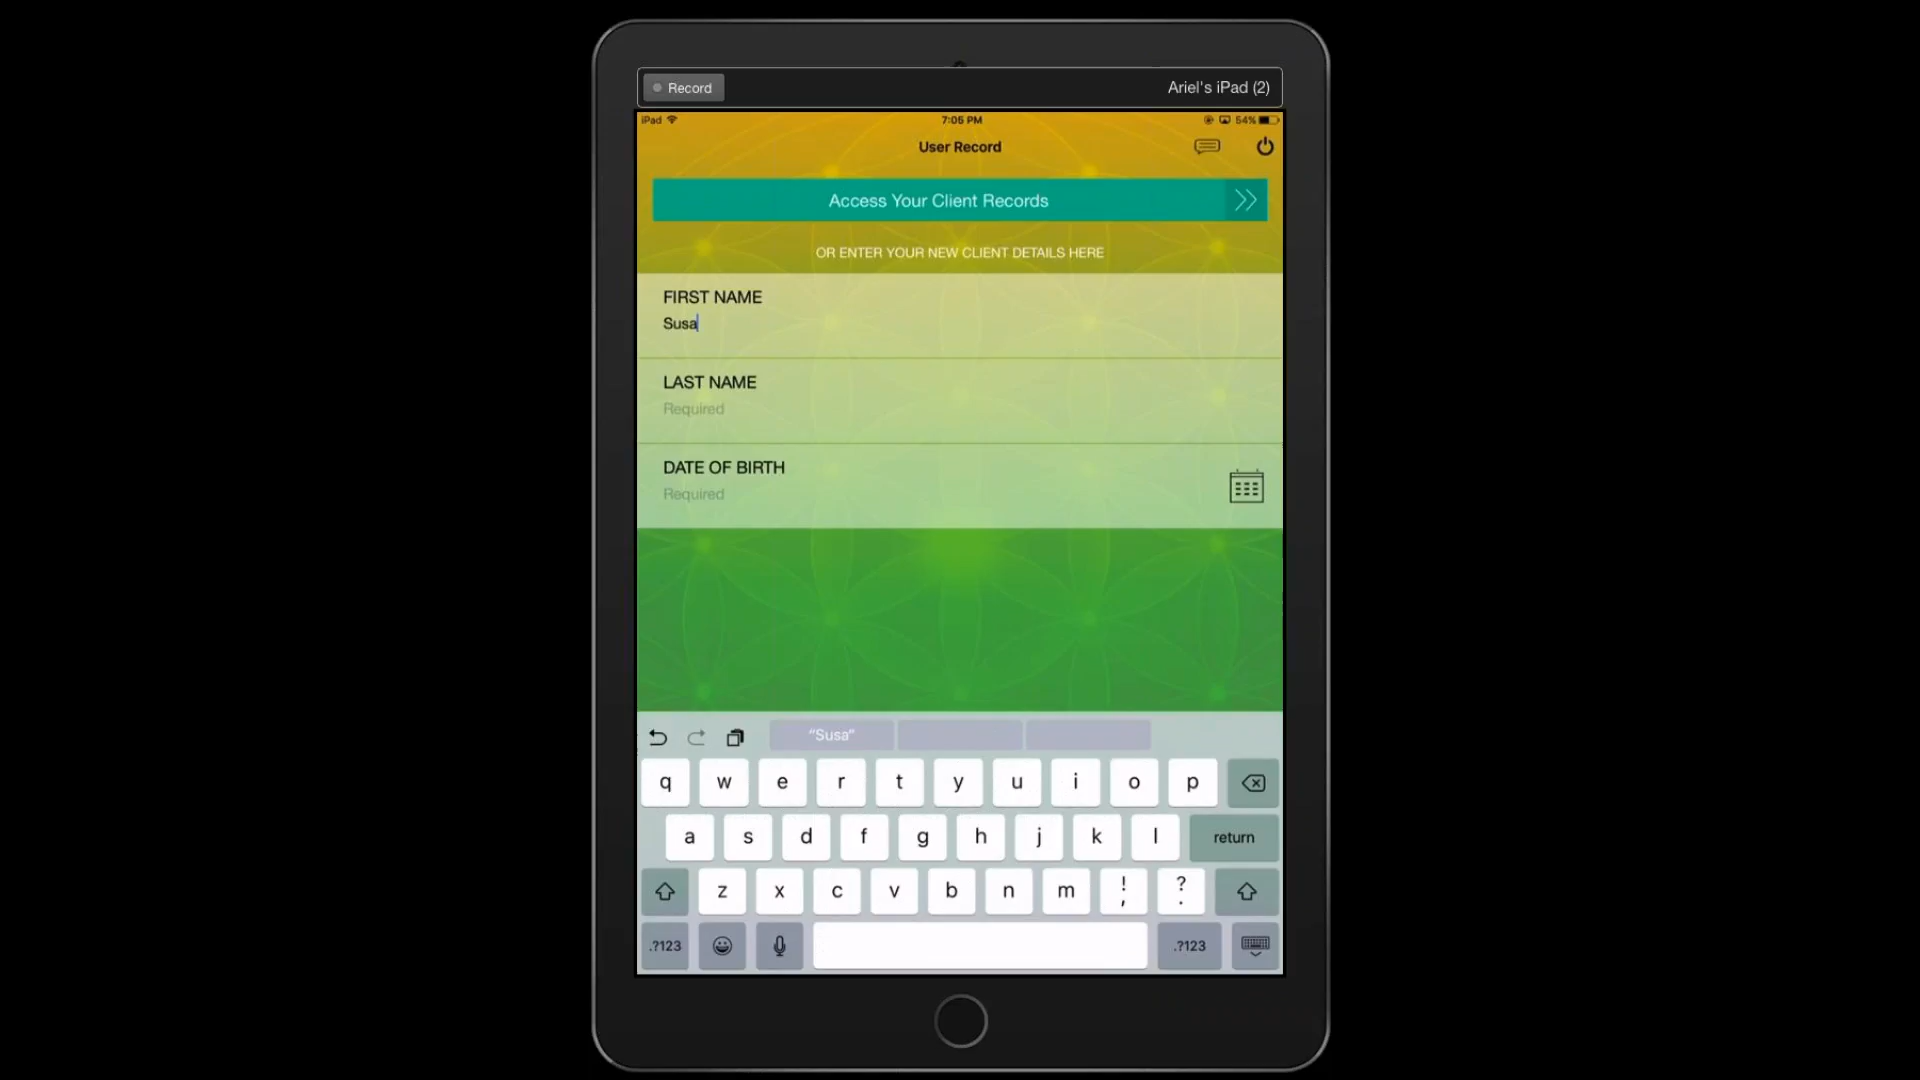 Record
Ariel's iPad (2)
iPad 7:05 PM 54%
User Record
Access Your Client Records
OR ENTER YOUR NEW CLIENT DETAILS HERE
FIRST NAME
Susa
LAST NAME
Required
DATE OF BIRTH
Required
“Susa”
q w e r t y u i o p
a s d f g h j k l return
z x c v b n m ! , ? .
.?123 .?123